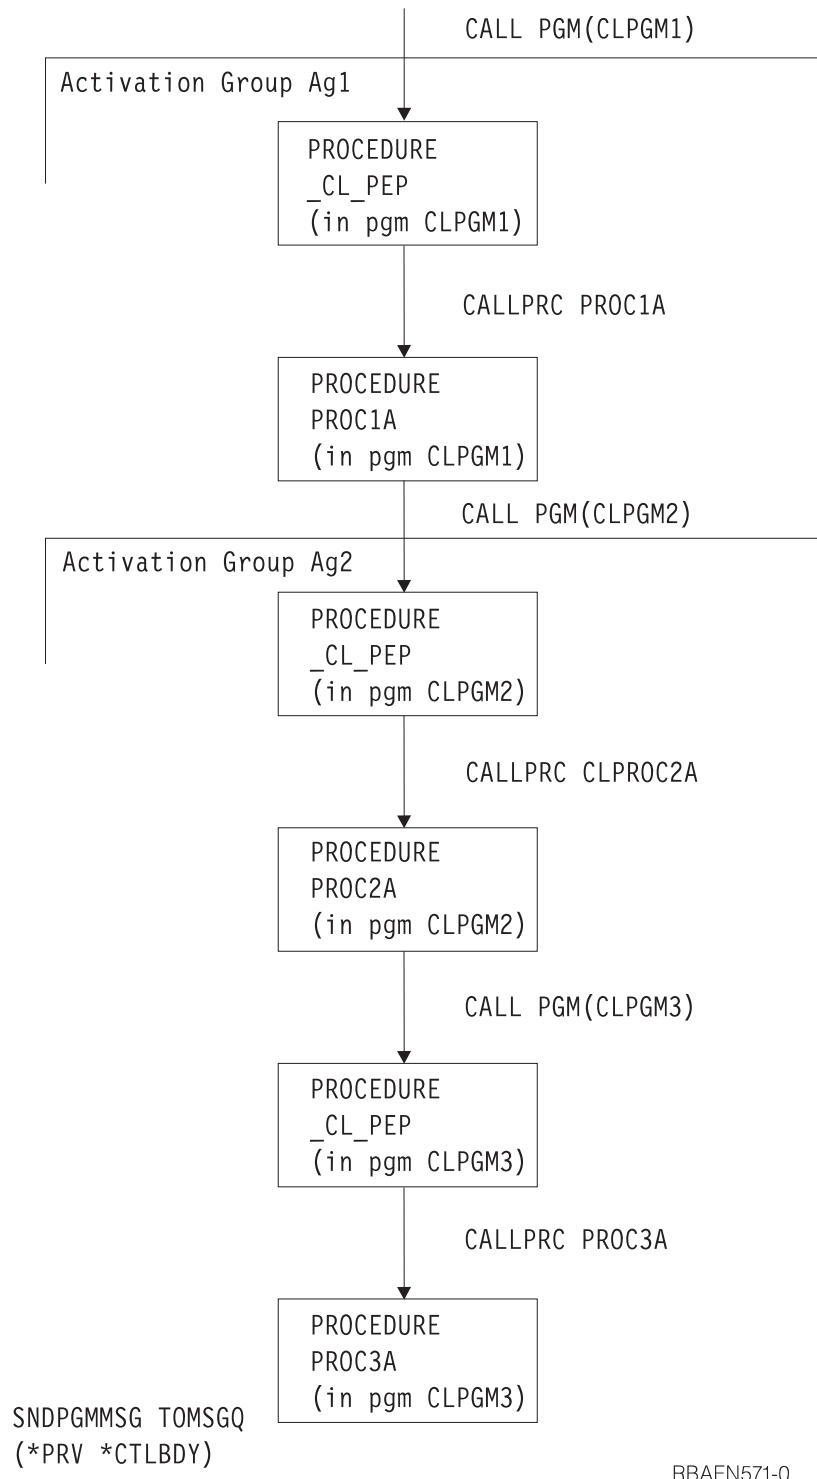 CALL PGM(CLPGM1)
Activation Group Ag1
PROCEDURE
_CL_PEP
(in pgm CLPGM1)
CALLPRC PROC1A
PROCEDURE
PROC1A
(in pgm CLPGM1)
CALL PGM(CLPGM2)
Activation Group Ag2
PROCEDURE
_CL_PEP
(in pgm CLPGM2)
CALLPRC CLPROC2A
PROCEDURE
PROC2A
(in pgm CLPGM2)
CALL PGM(CLPGM3)
PROCEDURE
_CL_PEP
(in pgm CLPGM3)
CALLPRC PROC3A
PROCEDURE
PROC3A
(in pgm CLPGM3)
SNDPGMMSG TOMSGQ
(*PRV *CTLBDY)
RBAFN571-0